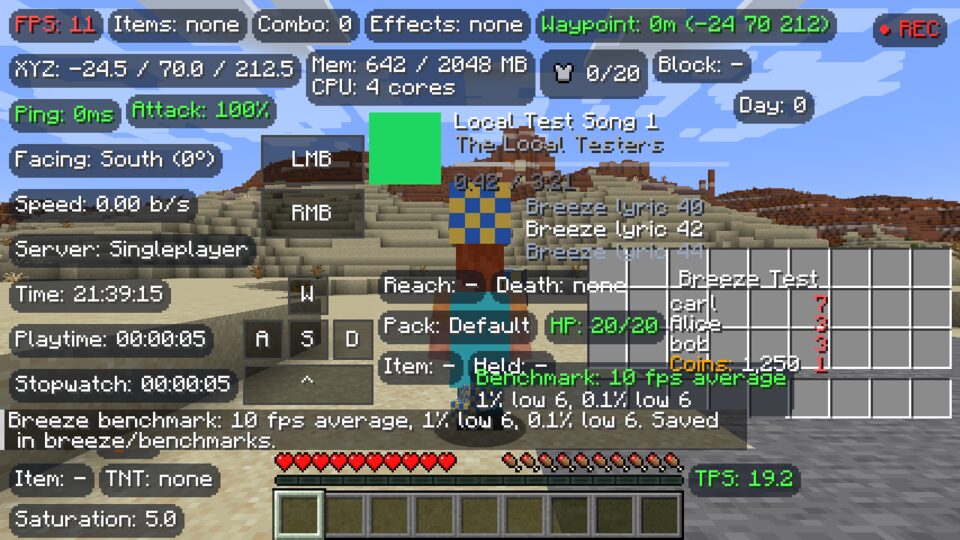 FPS: 11 Items: none Combo: 0 Effects: none Waypoint: 0m (-24 70 212) REC
XYZ: -24.5 / 70.0 / 212.5
Mem: 642 / 2048 MB
CPU: 4 cores
0/20
Block: -
Day: 0
Ping: 0ms
Attack: 100%
Local Test Song 1
The Local Testers
0:42 / 3:21
Facing: South (0°)
LMB
Speed: 0.00 b/s
RMB
Breeze lyric 40
Breeze lyric 42
Breeze lyric 44
Server: Singleplayer
Time: 21:39:15
W
Reach: - Death: none
Breeze Test
carl 7
Alice 3
bob 3
Coins: 1,250 1
Playtime: 00:00:05
A S D
Pack: Default HP: 20/20
Item: - Held: -
Stopwatch: 00:00:05
^
Benchmark: 10 fps average
1% low 6, 0.1% low 6
Breeze benchmark: 10 fps average, 1% low 6, 0.1% low 6. Saved
in breeze/benchmarks.
Item: - TNT: none
TPS: 19.2
Saturation: 5.0